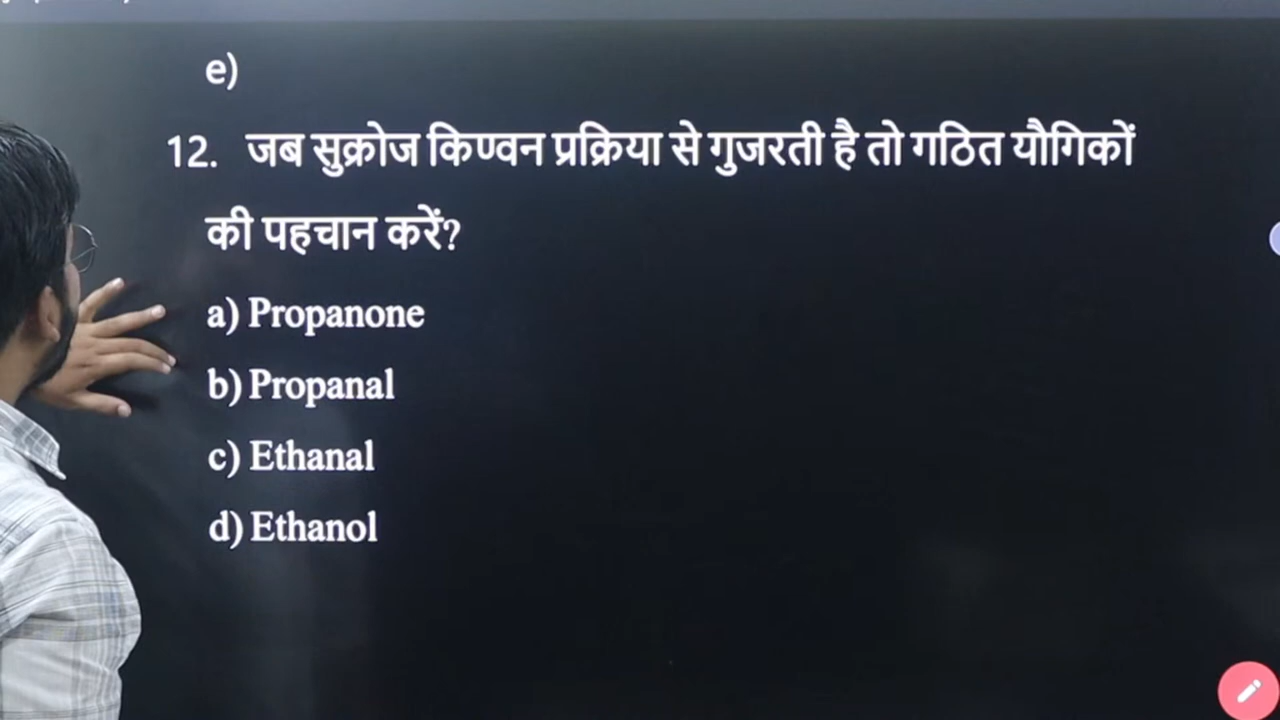 e)
12. जब सुक्रोज किण्वन प्रक्रिया से गुजरती है तो गठित यौगिकों
की पहचान करें?
a) Propanone
b) Propanal
c) Ethanal
d) Ethanol